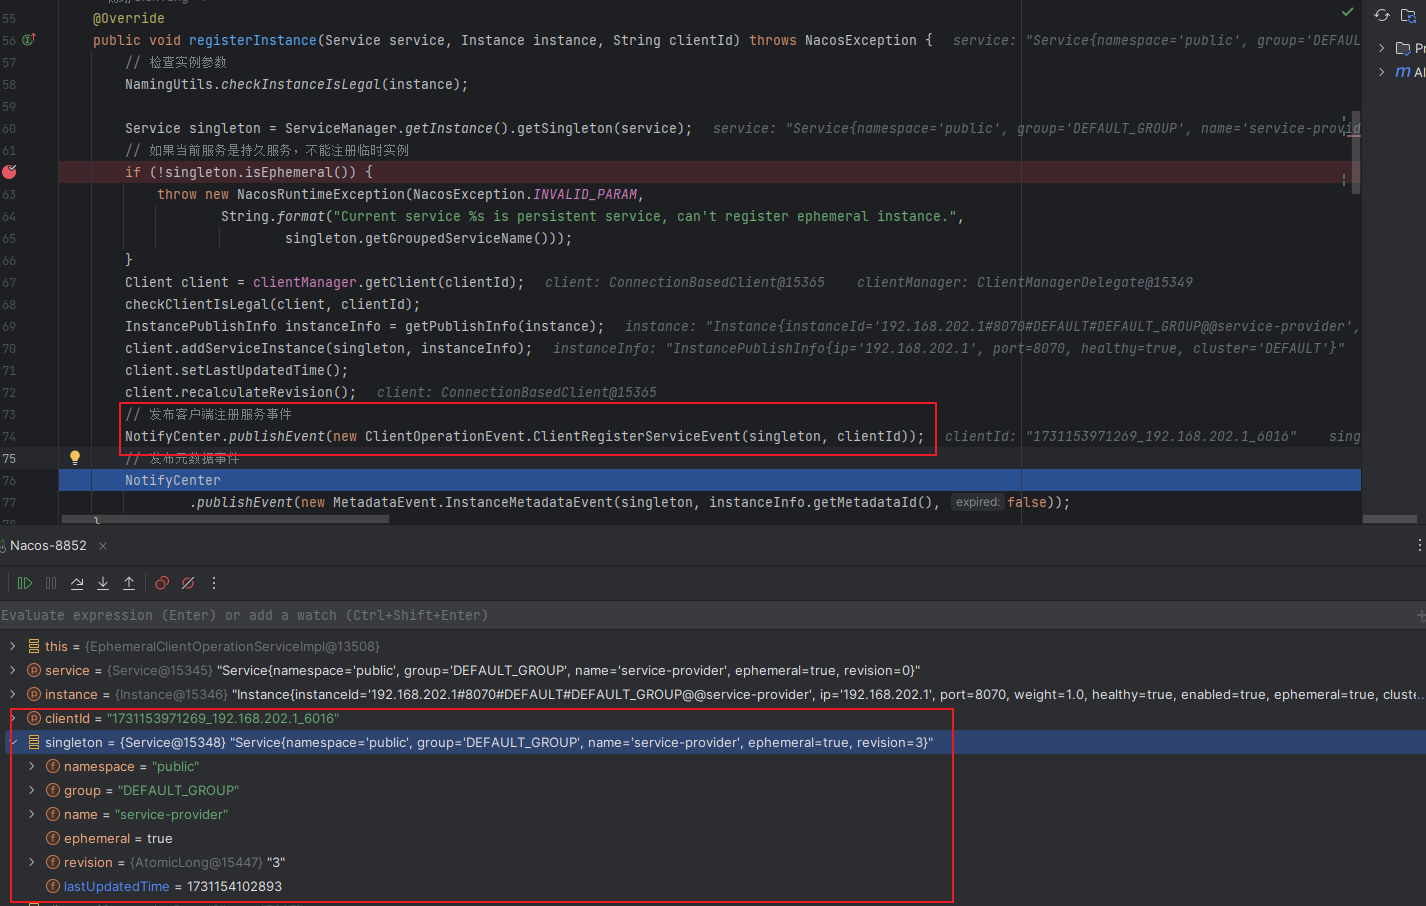 55 @Override
56 public void registerInstance(Service service, Instance instance, String clientId) throws NacosException { service: "Service{namespace='public', group='DEFAUL
57 // 检查实例参数
58 NamingUtils.checkInstanceIsLegal(instance);
59
60 Service singleton = ServiceManager.getInstance().getSingleton(service); service: "Service{namespace='public', group='DEFAULT_GROUP', name='service-provid
61 // 如果当前服务是持久服务，不能注册临时实例
if (!singleton.isEphemeral()) {
63 throw new NacosRuntimeException(NacosException.INVALID_PARAM,
64 String.format("Current service %s is persistent service, can't register ephemeral instance.",
65 singleton.getGroupedServiceName()));
66 }
67 Client client = clientManager.getClient(clientId); client: ConnectionBasedClient@15365 clientManager: ClientManagerDelegate@15349
68 checkClientIsLegal(client, clientId);
69 InstancePublishInfo instanceInfo = getPublishInfo(instance); instance: "Instance{instanceId='192.168.202.1#8070#DEFAULT#DEFAULT_GROUP@@service-provider',
70 client.addServiceInstance(singleton, instanceInfo); instanceInfo: "InstancePublishInfo{ip='192.168.202.1', port=8070, healthy=true, cluster='DEFAULT'}"
71 client.setLastUpdatedTime();
72 client.recalculateRevision(); client: ConnectionBasedClient@15365
73 // 发布客户端注册服务事件
74 NotifyCenter.publishEvent(new ClientOperationEvent.ClientRegisterServiceEvent(singleton, clientId)); clientId: "1731153971269_192.168.202.1_6016" sing
75 // 发布元数据事件
76 NotifyCenter
77 .publishEvent(new MetadataEvent.InstanceMetadataEvent(singleton, instanceInfo.getMetadataId(), expired: false));
78 }
Pr
Al
Nacos-8852
Evaluate expression (Enter) or add a watch (Ctrl+Shift+Enter)
this = {EphemeralClientOperationServiceImpl@13508}
service = {Service@15345} "Service{namespace='public', group='DEFAULT_GROUP', name='service-provider', ephemeral=true, revision=0}"
instance = {Instance@15346} "Instance{instanceId='192.168.202.1#8070#DEFAULT#DEFAULT_GROUP@@service-provider', ip='192.168.202.1', port=8070, weight=1.0, healthy=true, enabled=true, ephemeral=true, cluste...
clientId = "1731153971269_192.168.202.1_6016"
singleton = {Service@15348} "Service{namespace='public', group='DEFAULT_GROUP', name='service-provider', ephemeral=true, revision=3}"
namespace = "public"
group = "DEFAULT_GROUP"
name = "service-provider"
ephemeral = true
revision = {AtomicLong@15447} "3"
lastUpdatedTime = 1731154102893